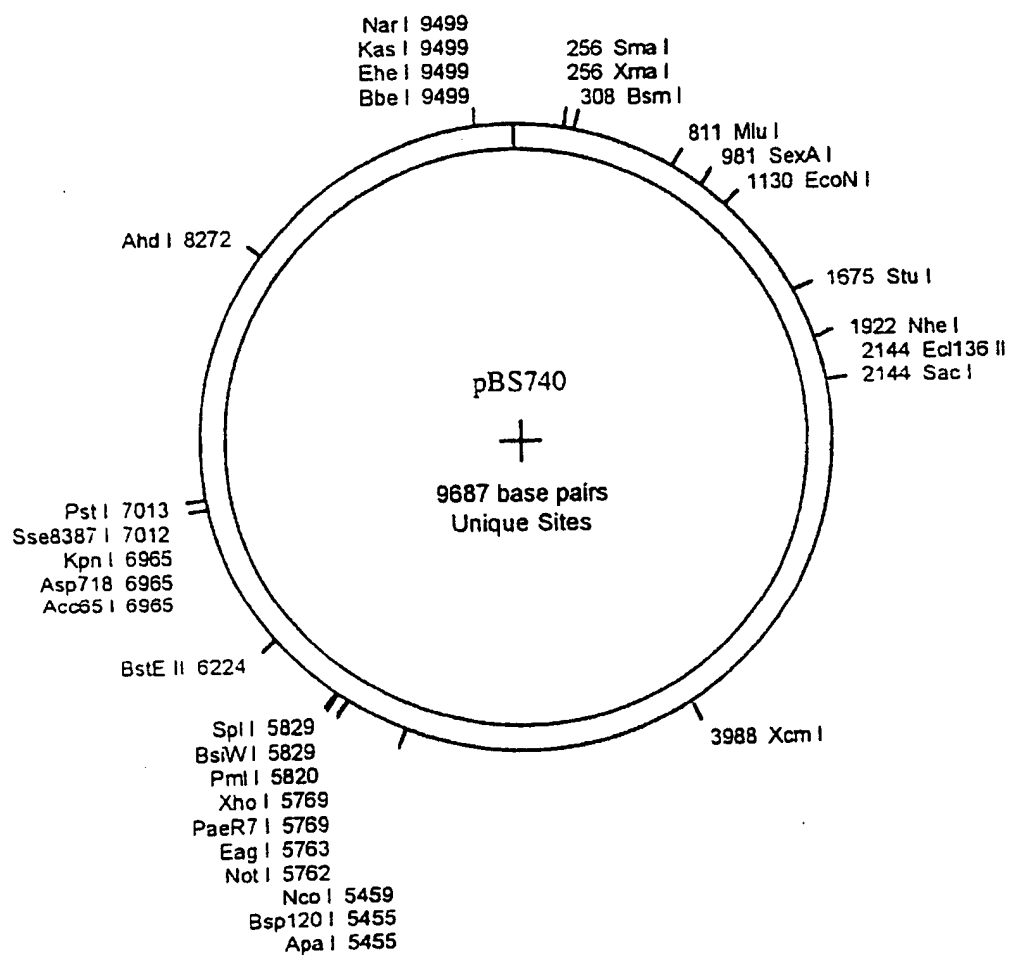 Nar I 9499
Kas I 9499
Ehe I 9499
Bbe I 9499
256 Sma I
256 Xma I
308 Bsm I
811 Mlu I
981 SexA I
1130 EcoN I
Ahd I 8272
1675 Stu I
1922 Nhe I
2144 Ecl136 II
2144 Sac I
pBS740
9687 base pairs
Unique Sites
Pst I 7013
Sse8387 I 7012
Kpn I 6965
Asp718 6965
Acc65 I 6965
BstE II 6224
3988 Xcm I
Spl I 5829
BsiW I 5829
Pml I 5820
Xho I 5769
PaeR7 I 5769
Eag I 5763
Not I 5762
Nco I 5459
Bsp120 I 5455
Apa I 5455